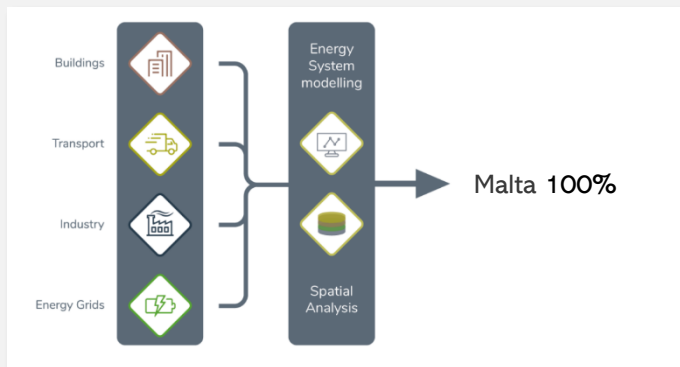 Buildings
Transport
Industry
Energy Grids
Energy
System
modelling
Spatial
Analysis
Malta 100%